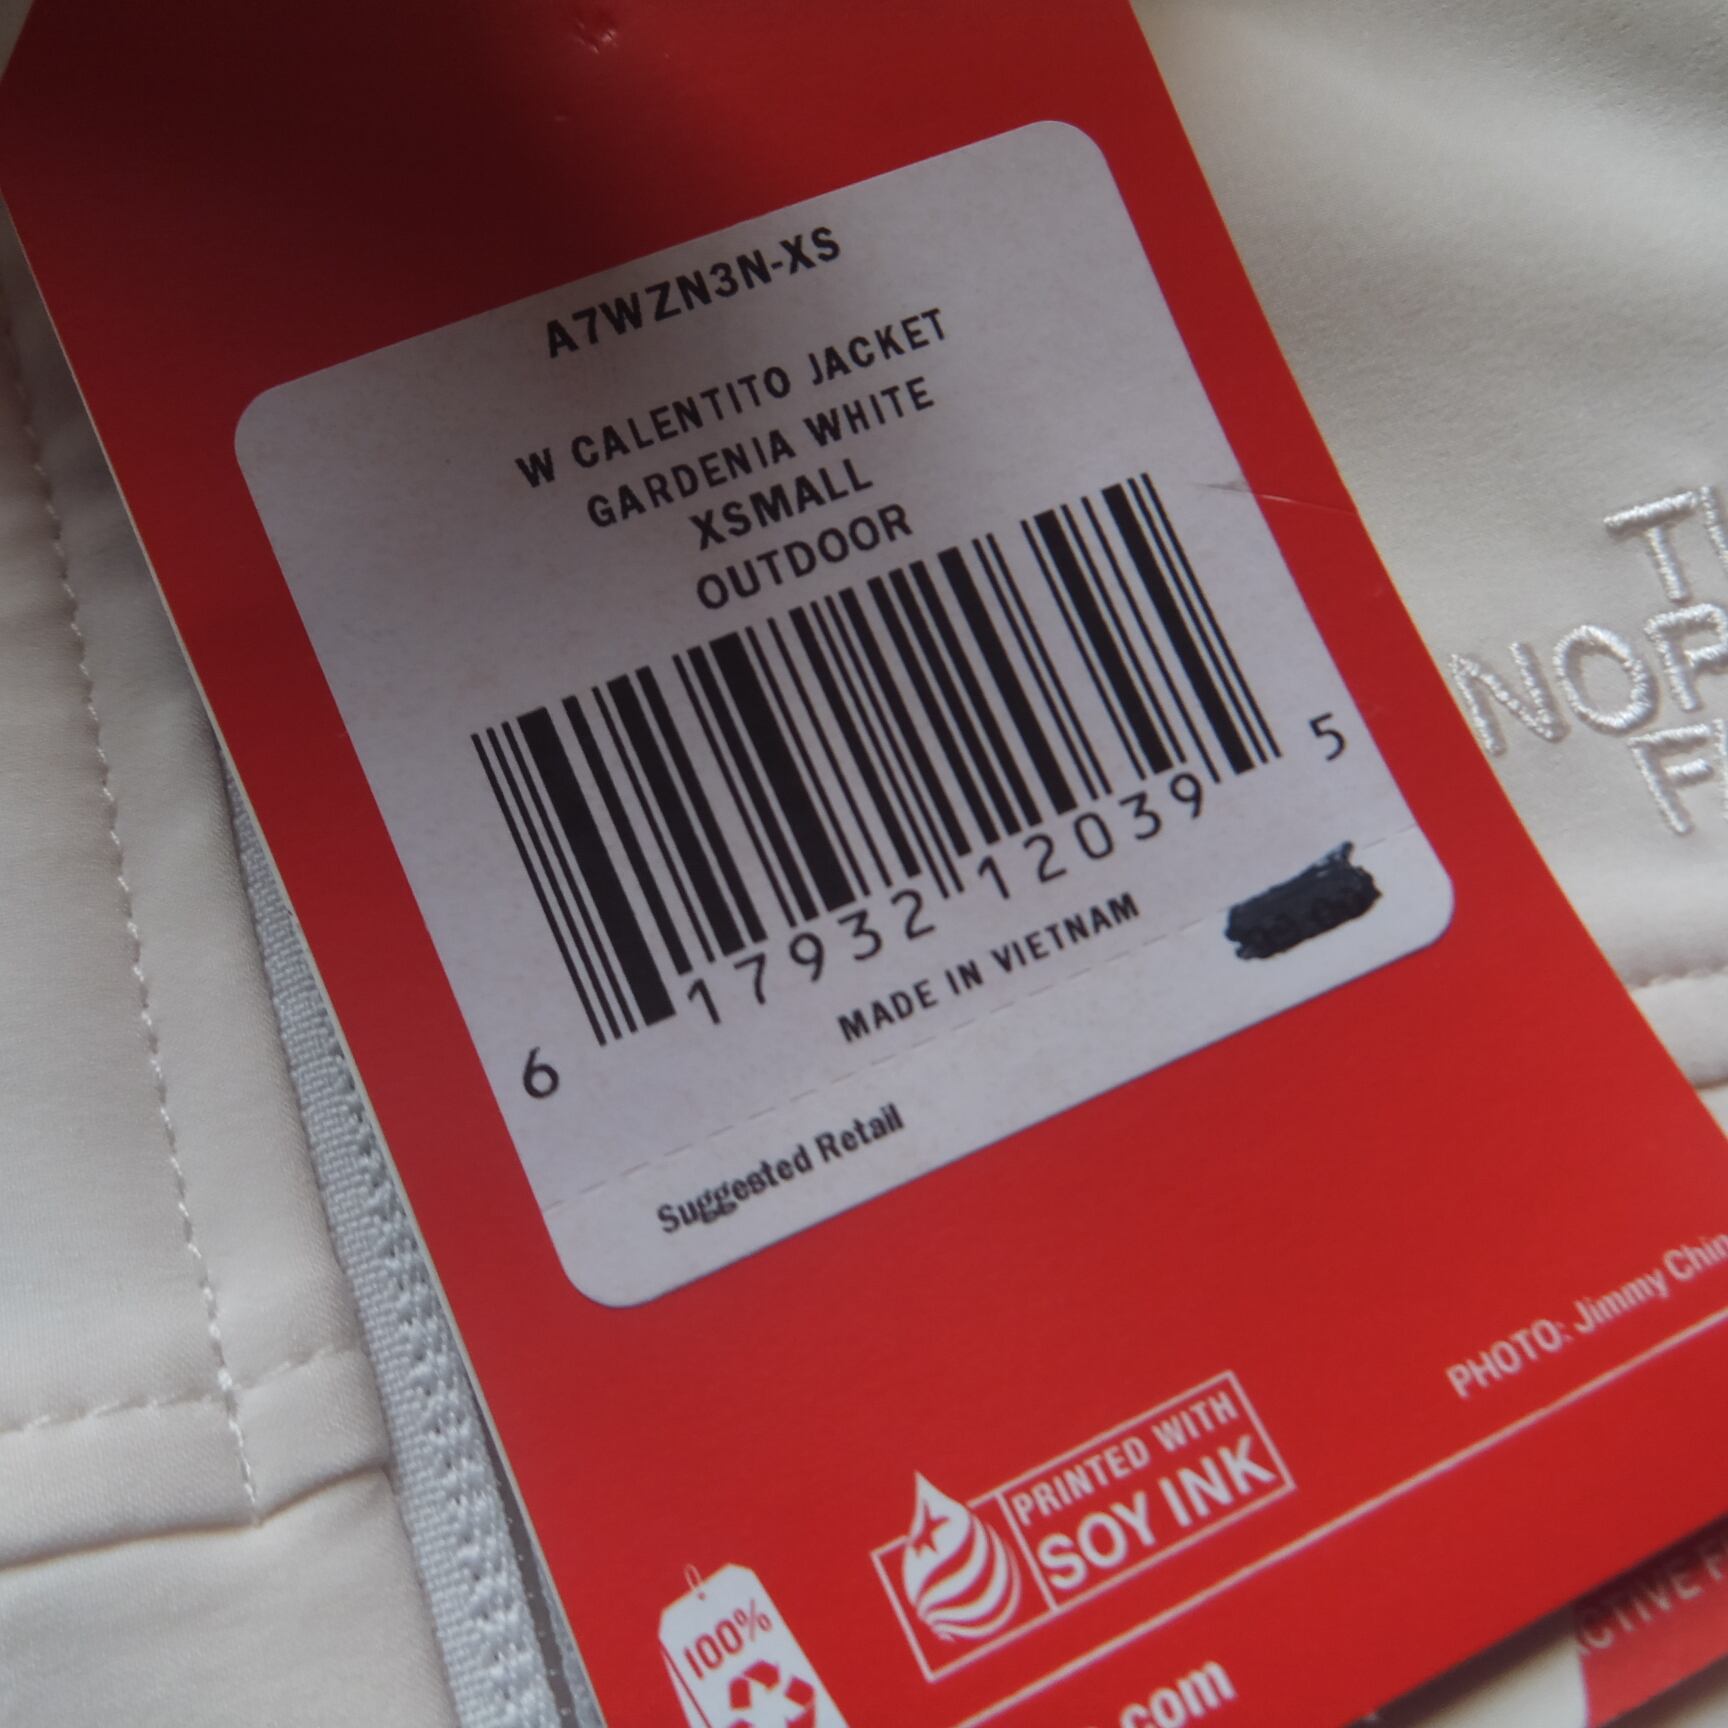 A7WZN3N-XS
W CALENTITO JACKET
GARDENIA WHITE
XSMALL
OUTDOOR
6 17932 12039 5
MADE IN VIETNAM
Suggested Retail
NOR
PHOTO: Jimmy Chin
PRINTED WITH
SOY INK
100%
.com